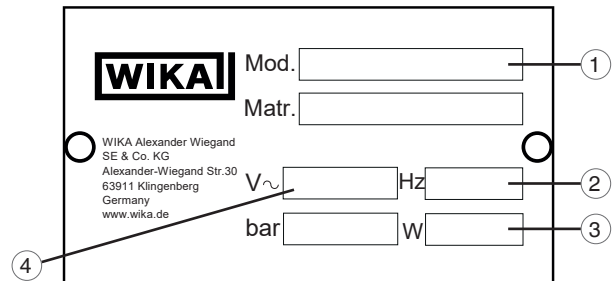 WIKA
Mod.
1
Matr.
WIKA Alexander Wiegand
SE & Co. KG
Alexander-Wiegand Str.30
63911 Klingenberg
Germany
www.wika.de
V~ Hz
2
bar W
3
4